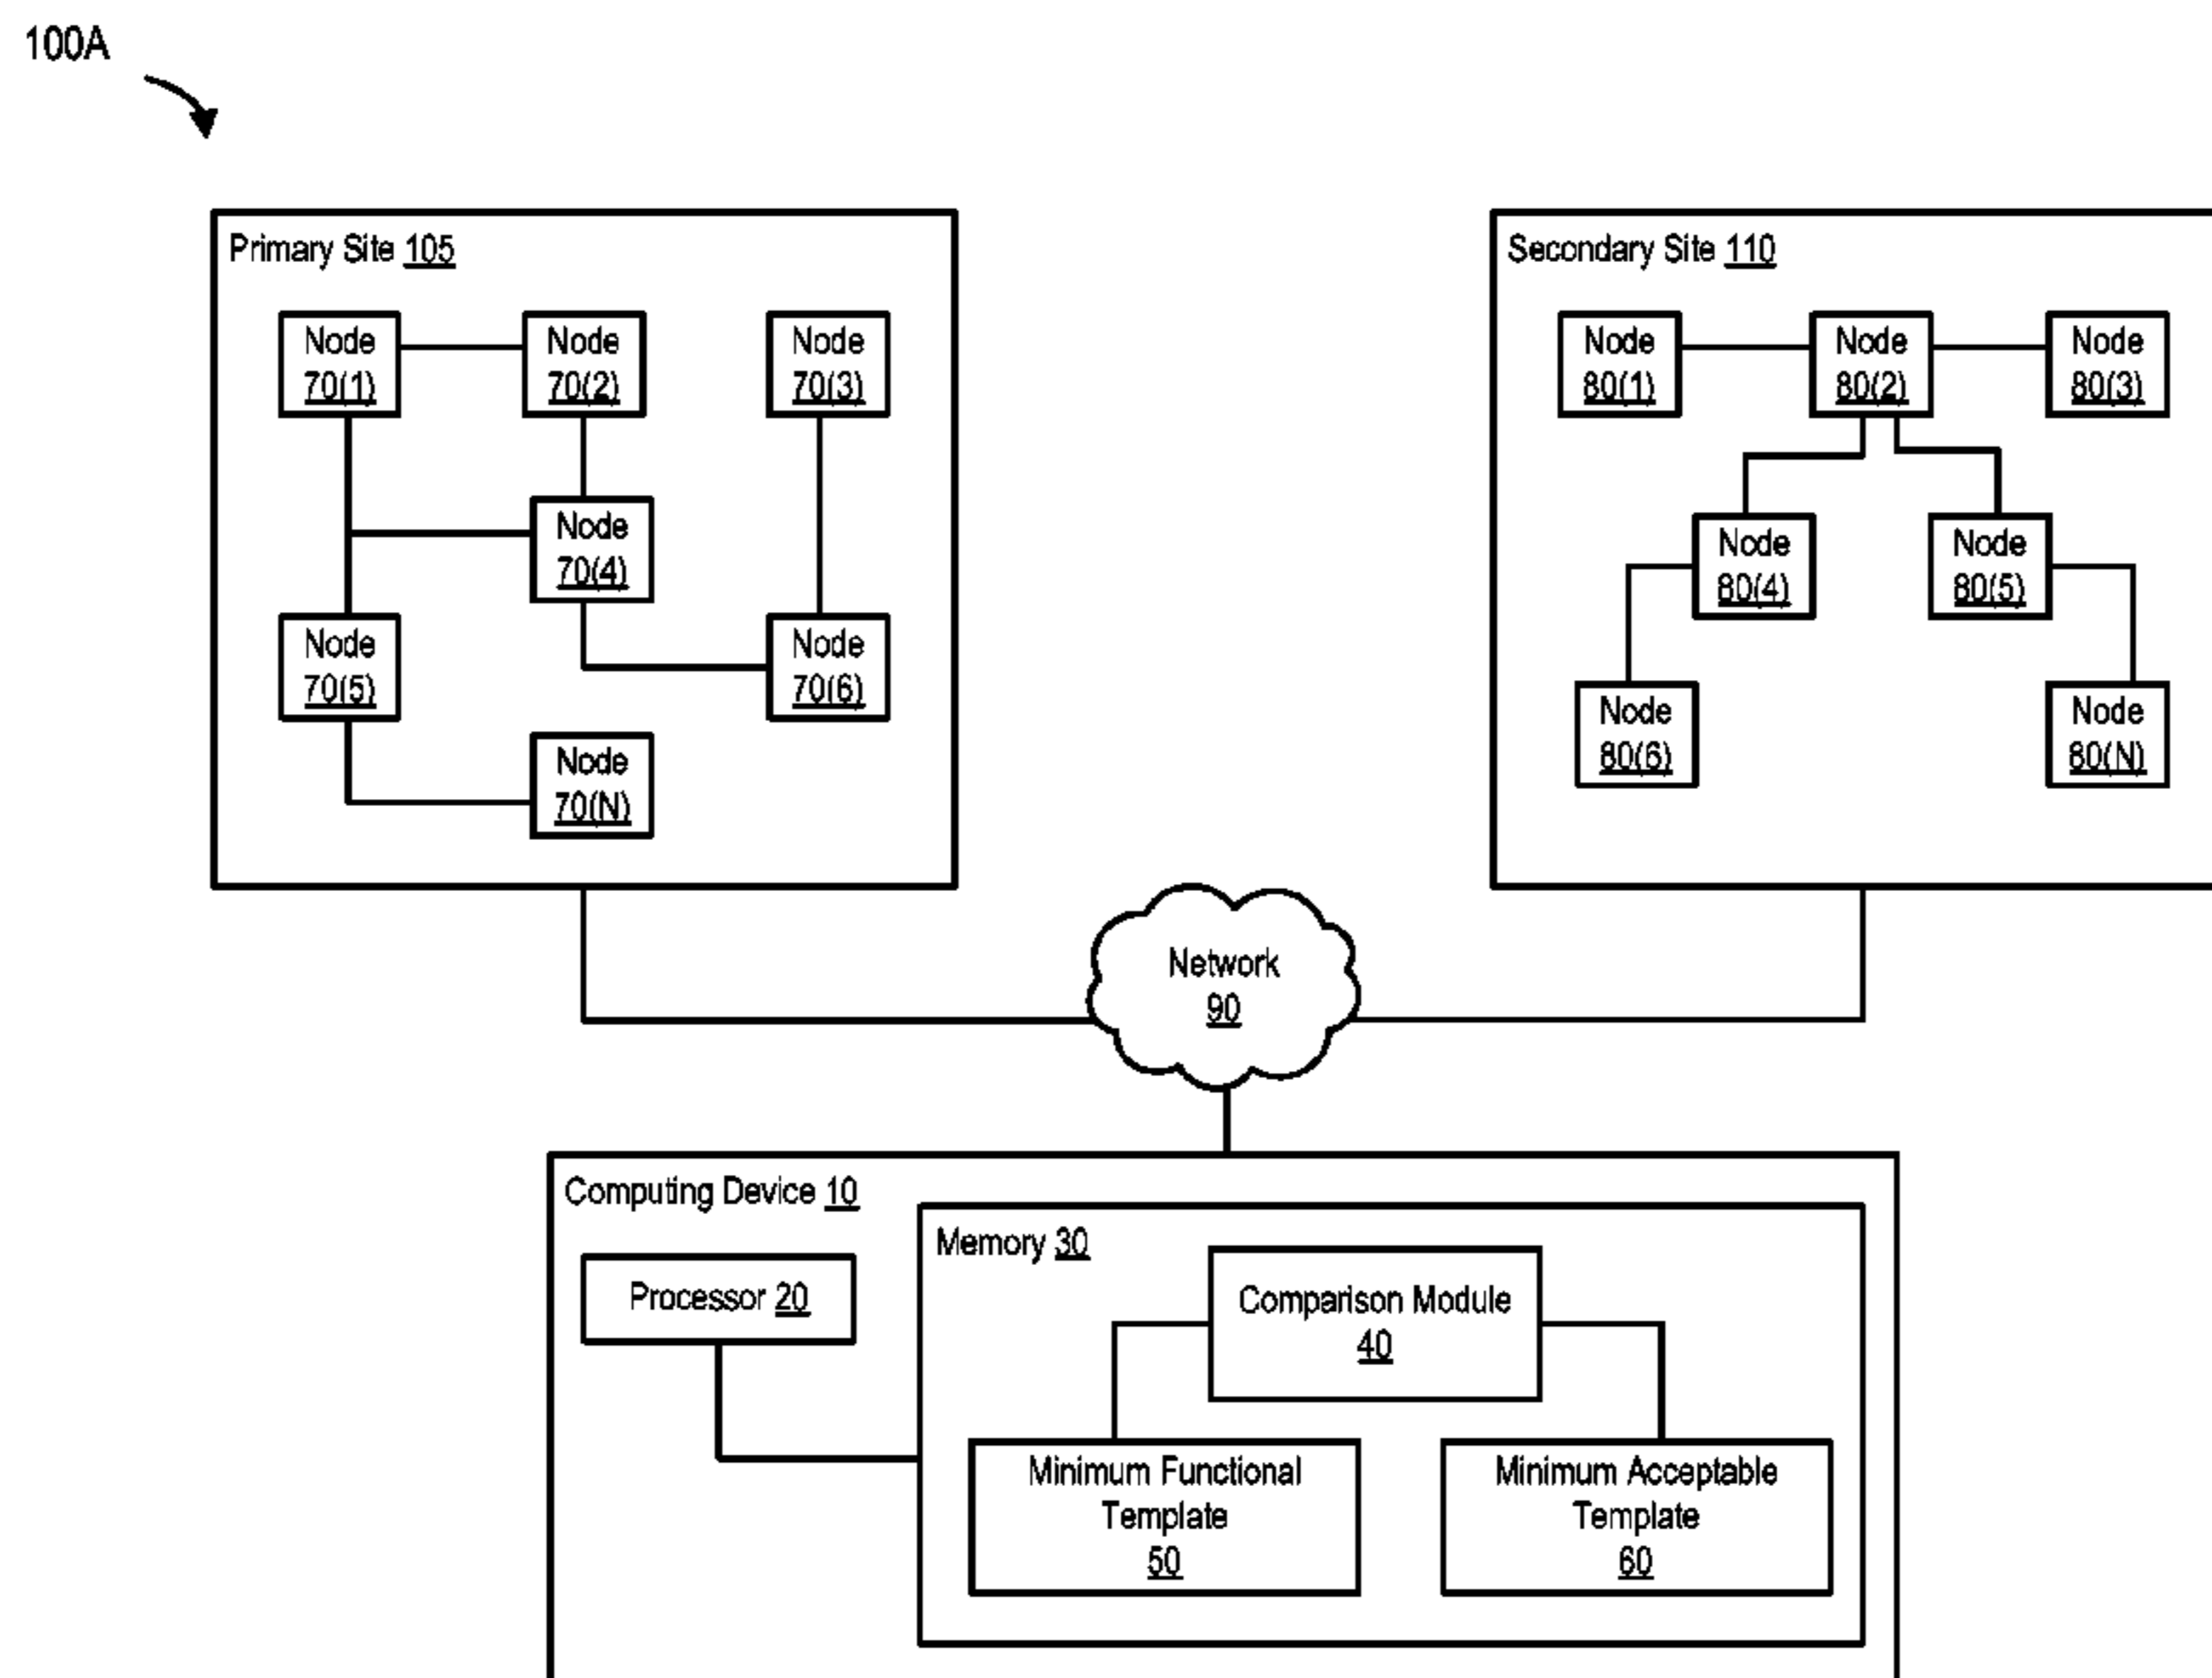 100A
Primary Site 105
Node
70(1)
Node
70(2)
Node
70(3)
Node
70(4)
Node
70(5)
Node
70(6)
Node
70(N)
Secondary Site 110
Node
80(1)
Node
80(2)
Node
80(3)
Node
80(4)
Node
80(5)
Node
80(6)
Node
80(N)
Network
90
Computing Device 10
Processor 20
Memory 30
Comparison Module
40
Minimum Functional
Template
50
Minimum Acceptable
Template
60